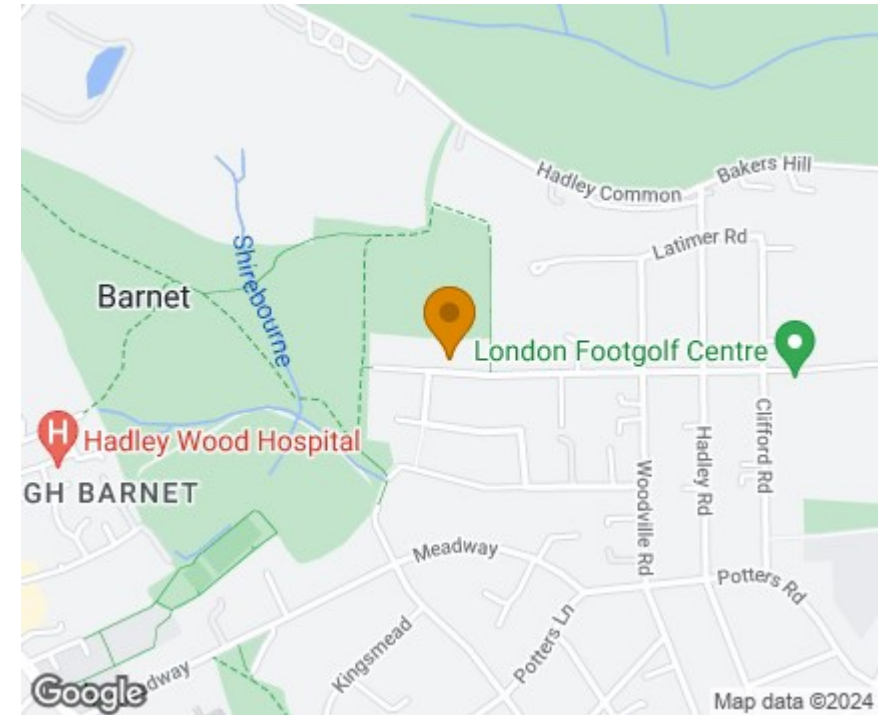 Hadley Common
Bakers Hill
Latimer Rd
Shirebourne
Barnet
London Footgolf Centre
Hadley Wood Hospital
GH BARNET
Woodville Rd
Hadley Rd
Clifford Rd
Meadway
Potters Rd
Potters Ln
Kingsmead
Google
Map data ©2024